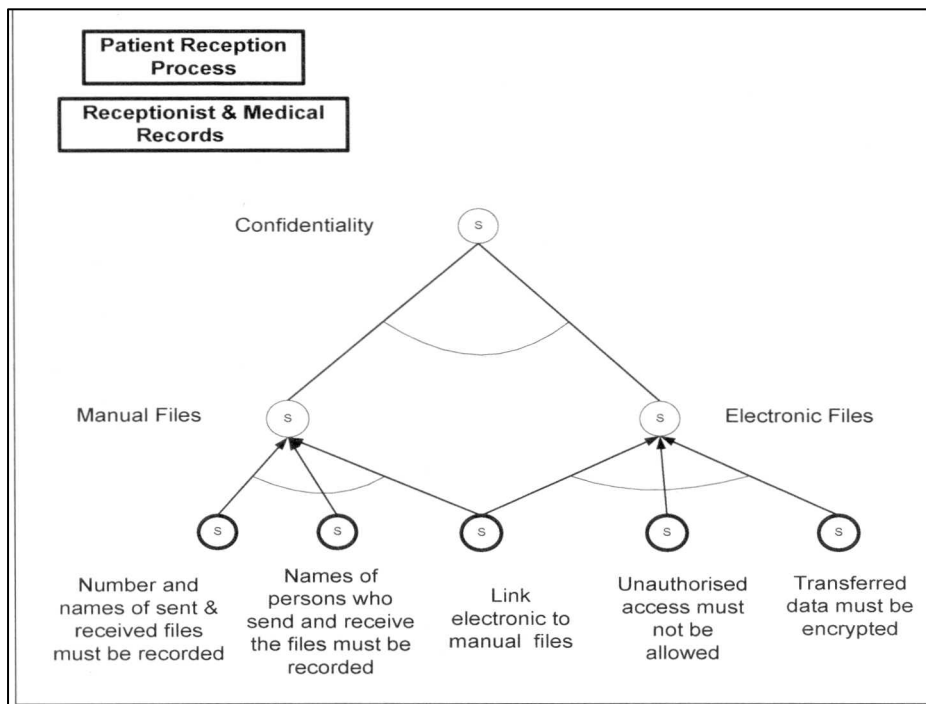 Patient Reception
Process
Receptionist & Medical
Records
Confidentiality
S
Manual Files
S
S
Electronic Files
S
S
S
S
S
Number and
names of sent &
received files
must be recorded
Names of
persons who
send and receive
the files must be
recorded
Link
electronic to
manual files
Unauthorised
access must
not be
allowed
Transferred
data must be
encrypted